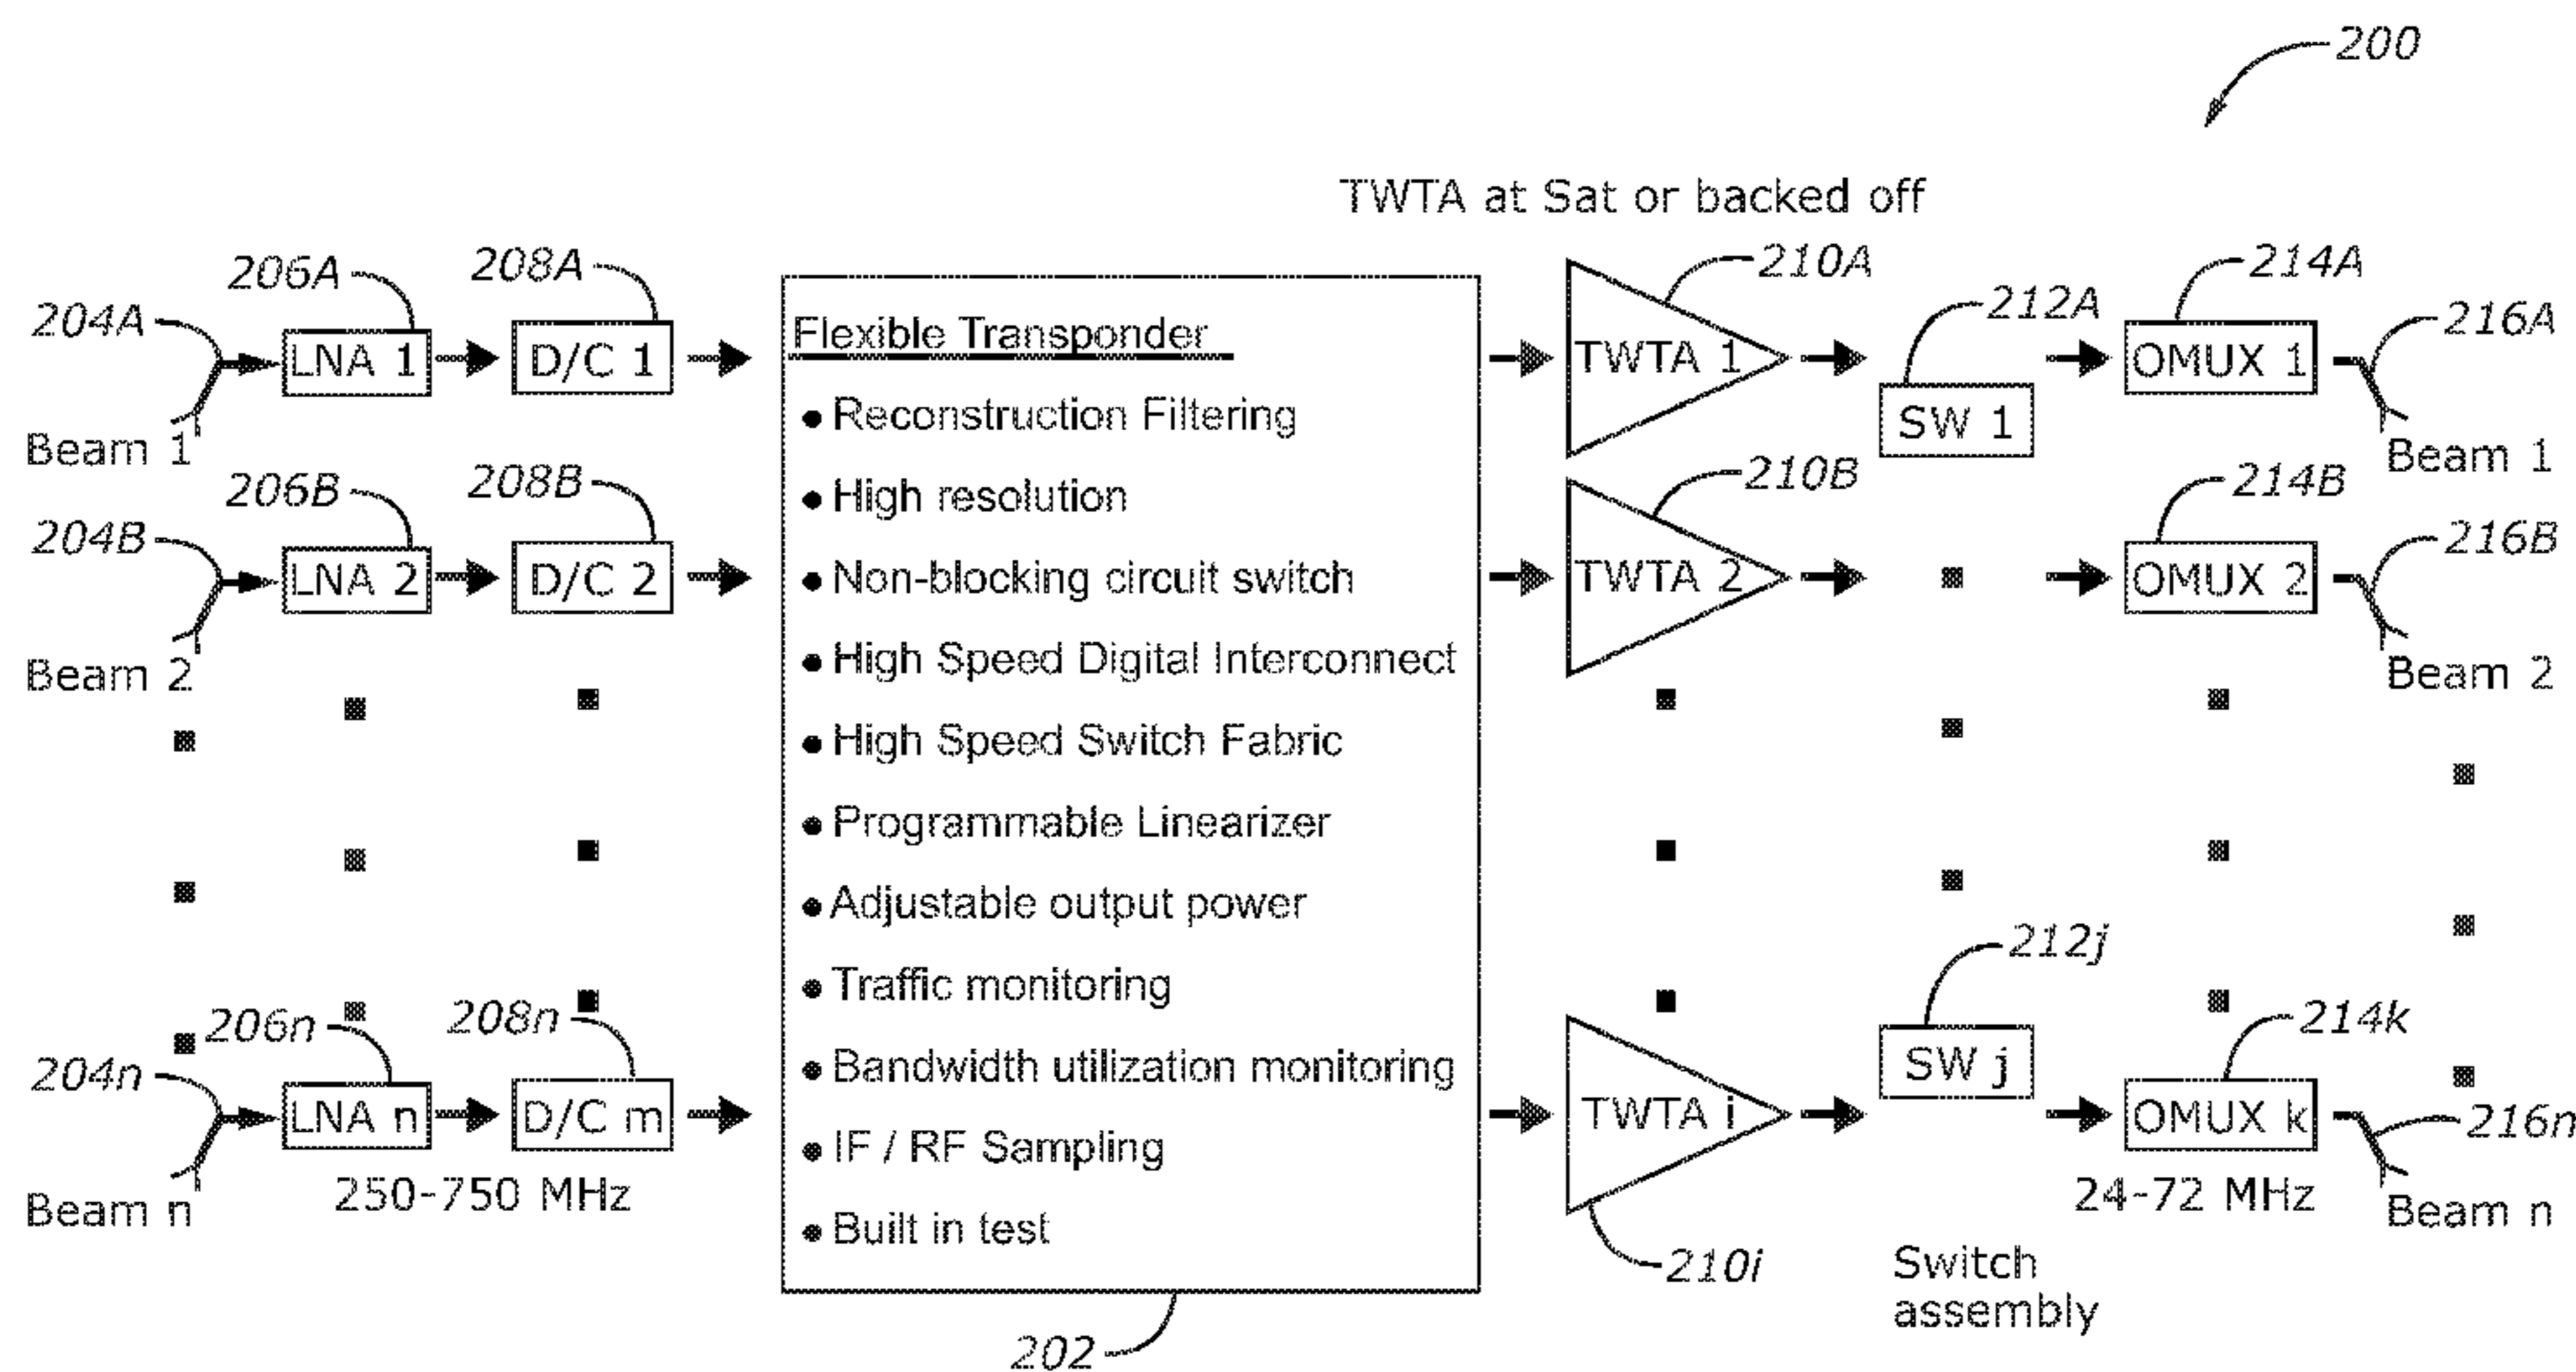 200
TWTA at Sat or backed off
204A
206A
208A
210A
212A
214A
216A
LNA 1
D/C 1
TWTA 1
SW 1
OMUX 1
Beam 1
Beam 1
204B
206B
208B
210B
214B
216B
LNA 2
D/C 2
TWTA 2
OMUX 2
Beam 2
Beam 2
Flexible Transponder
● Reconstruction Filtering
● High resolution
● Non-blocking circuit switch
● High Speed Digital Interconnect
● High Speed Switch Fabric
● Programmable Linearizer
● Adjustable output power
● Traffic monitoring
● Bandwidth utilization monitoring
● IF / RF Sampling
● Built in test
202
204n
206n
208n
210i
212j
214k
216n
LNA n
D/C m
TWTA i
SW j
OMUX k
Beam n
250-750 MHz
24-72 MHz
Beam n
Switch
assembly